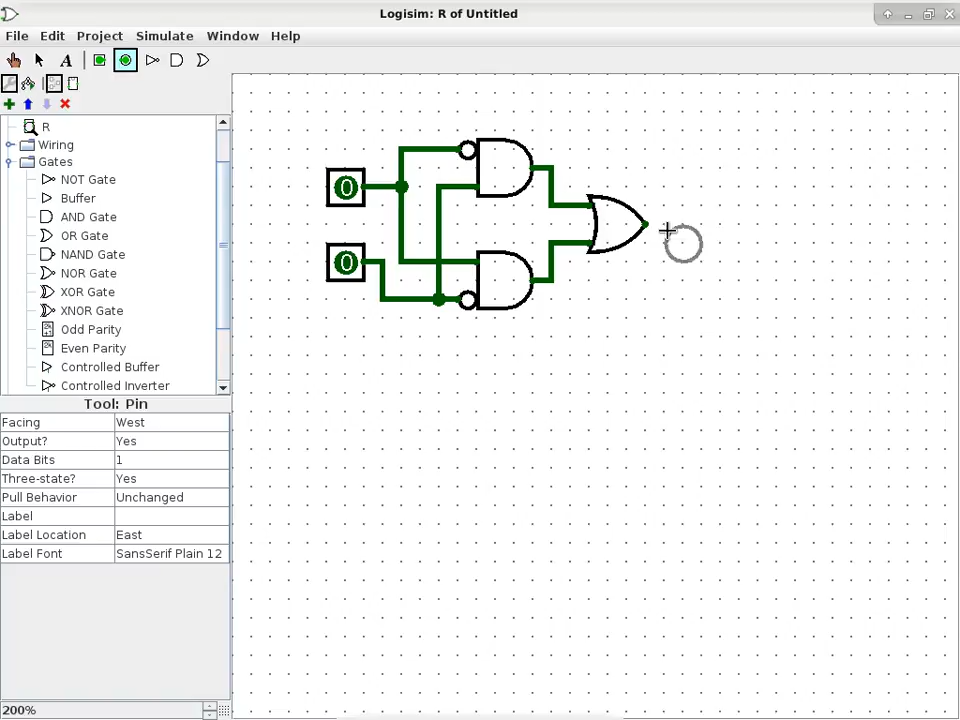 Logisim: R of Untitled
File Edit Project Simulate Window Help
A
R
Wiring
Gates
NOT Gate
Buffer
AND Gate
OR Gate
NAND Gate
NOR Gate
XOR Gate
XNOR Gate
Odd Parity
Even Parity
Controlled Buffer
Controlled Inverter
Tool: Pin
Facing West
Output? Yes
Data Bits 1
Three-state? Yes
Pull Behavior Unchanged
Label
Label Location East
Label Font SansSerif Plain 12
200%
0
0